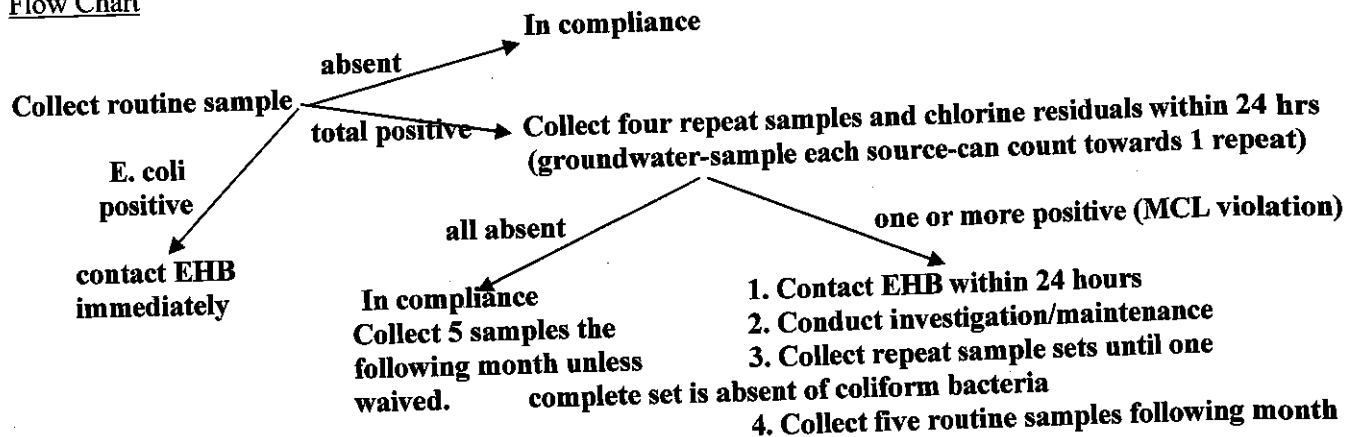 Flow Chart
In compliance
absent
Collect routine sample
total positive
Collect four repeat samples and chlorine residuals within 24 hrs
(groundwater-sample each source-can count towards 1 repeat)
E. coli
positive
contact EHB
immediately
all absent
one or more positive (MCL violation)
In compliance
Collect 5 samples the
following month unless
waived.
1. Contact EHB within 24 hours
2. Conduct investigation/maintenance
3. Collect repeat sample sets until one
complete set is absent of coliform bacteria
4. Collect five routine samples following month